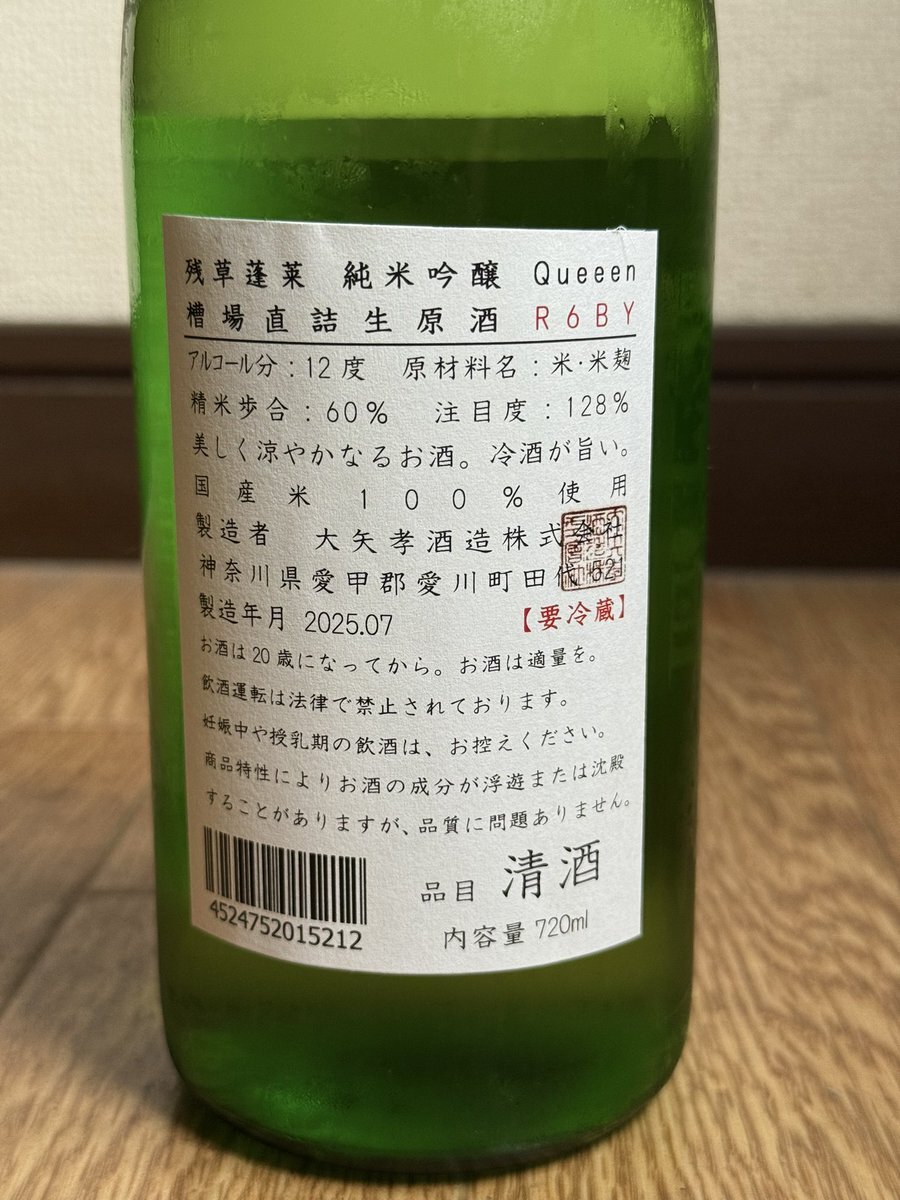 残草蓬莱 純米吟醸 Queeen
槽場直詰生原酒 R6BY
アルコール分：12度 原材料名：米・米麹
精米歩合：60% 注目度：128%
美しく涼やかなるお酒。冷酒が旨い。
国産米100%使用
製造者 大矢孝酒造株式会社
神奈川県愛甲郡愛川町田代521
製造年月 2025.07 【要冷蔵】
お酒は20歳になってから。お酒は適量を。
飲酒運転は法律で禁止されております。
妊娠中や授乳期の飲酒は、お控えください。
商品特性によりお酒の成分が浮遊または沈殿
することがありますが、品質に問題ありません。
品目 清酒
4524752015212
内容量 720ml